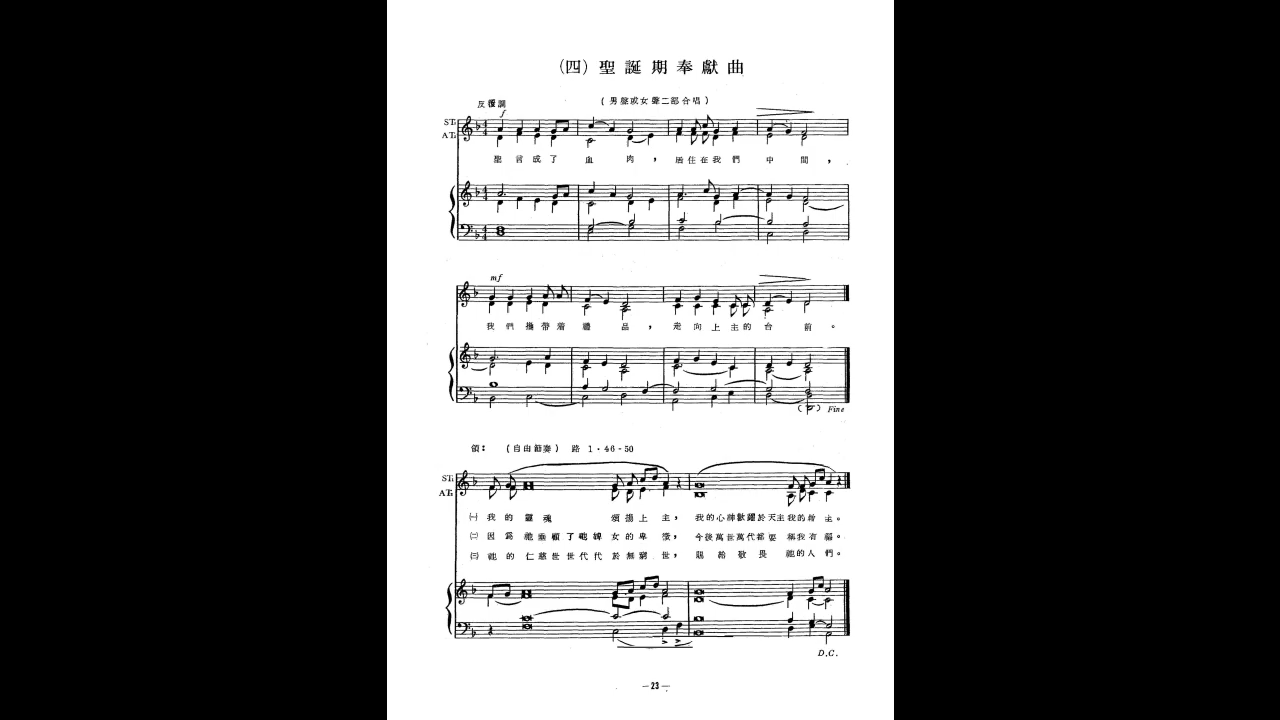 (四) 聖誕期奉獻曲
反覆調 (男聲或女聲二部合唱)
f
ST:
AT:
聖言成了血肉，居住在我們中間，
mf
我們攜帶着禮品，走向上主的台前。
Fine
領: (自由節奏) 路 1·46-50
ST:
AT:
㈠ 我的靈魂頌揚上主，我的心神歡躍於天主我的救主。
㈡ 因為祂垂顧了祂婢女的卑微，今後萬世萬代都要稱我有福。
㈢ 祂的仁慈世世代代於無窮世，賜給敬畏祂的人們。
D.C.
—23—